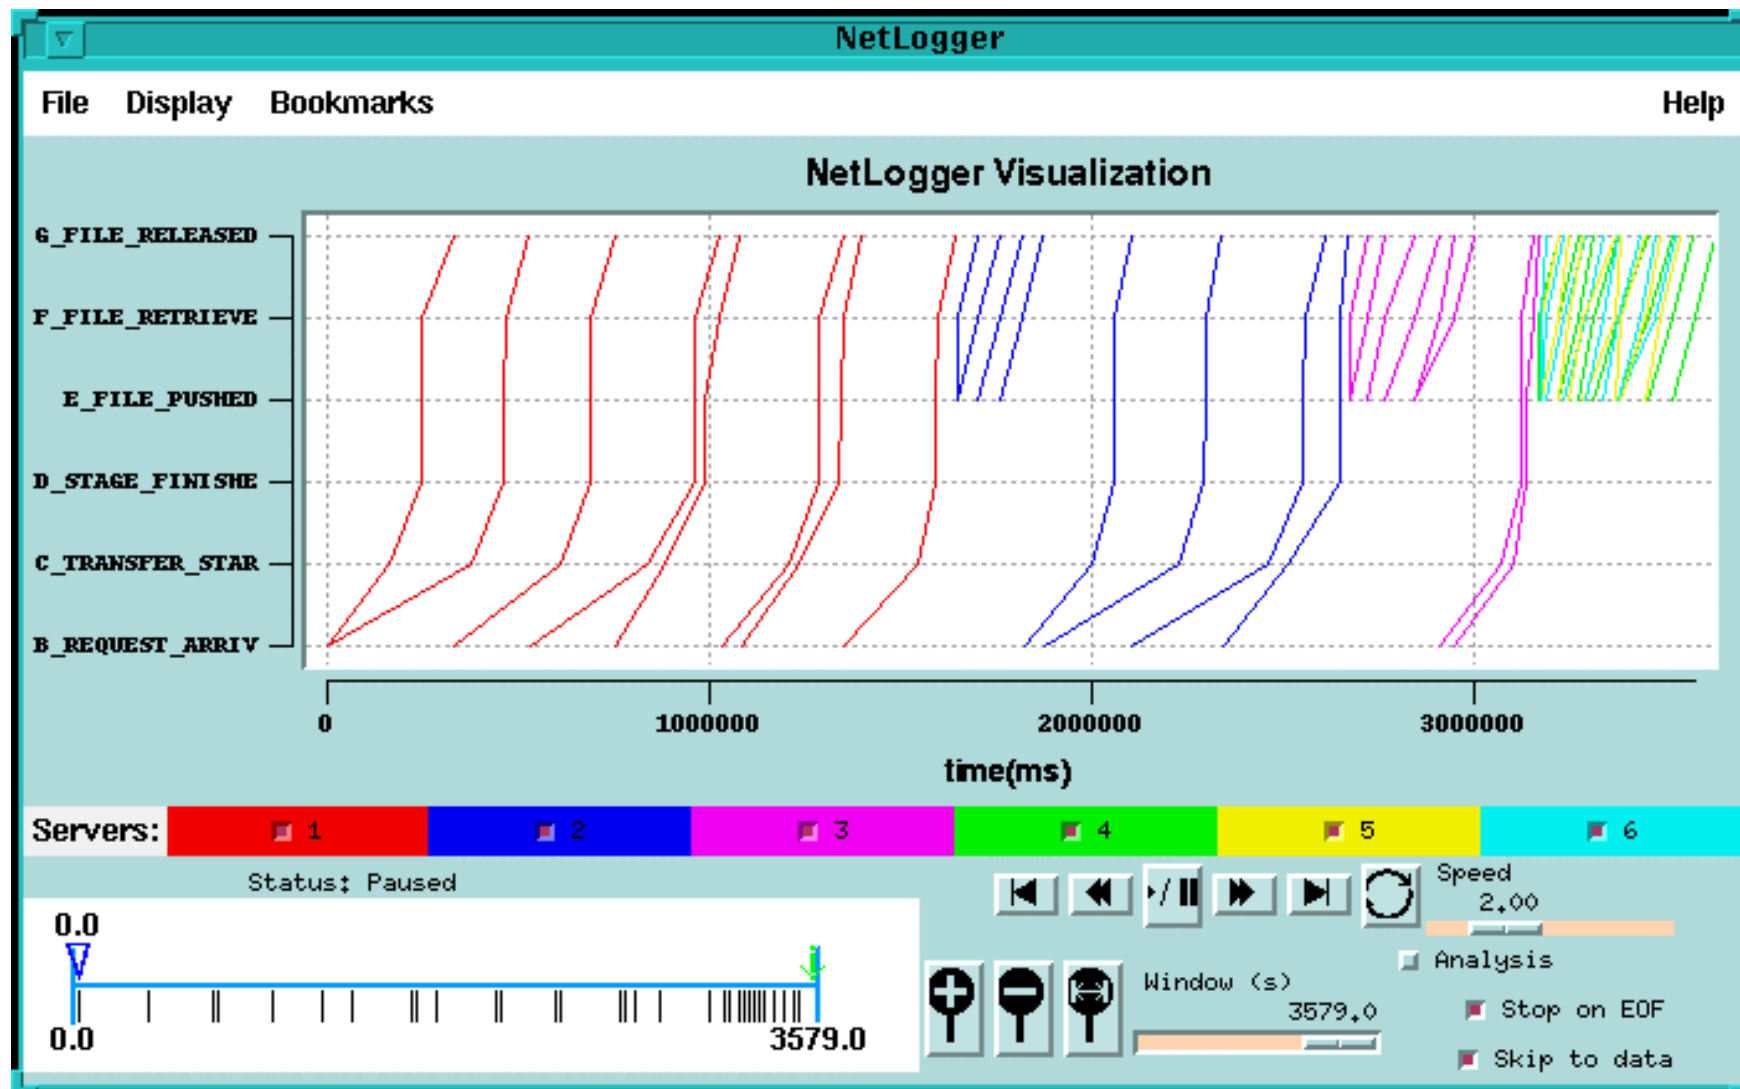 NetLogger
File Display Bookmarks Help
NetLogger Visualization
G_FILE_RELEASED
F_FILE_RETRIEVE
E_FILE_PUSHED
D_STAGE_FINISHE
C_TRANSFER_STAR
B_REQUEST_ARRIV
0 1000000 2000000 3000000
time(ms)
Servers: 1 2 3 4 5 6
Status: Paused
Speed
2.00
0.0
Analysis
Window (s)
3579.0
Stop on EOF
0.0 3579.0
Skip to data